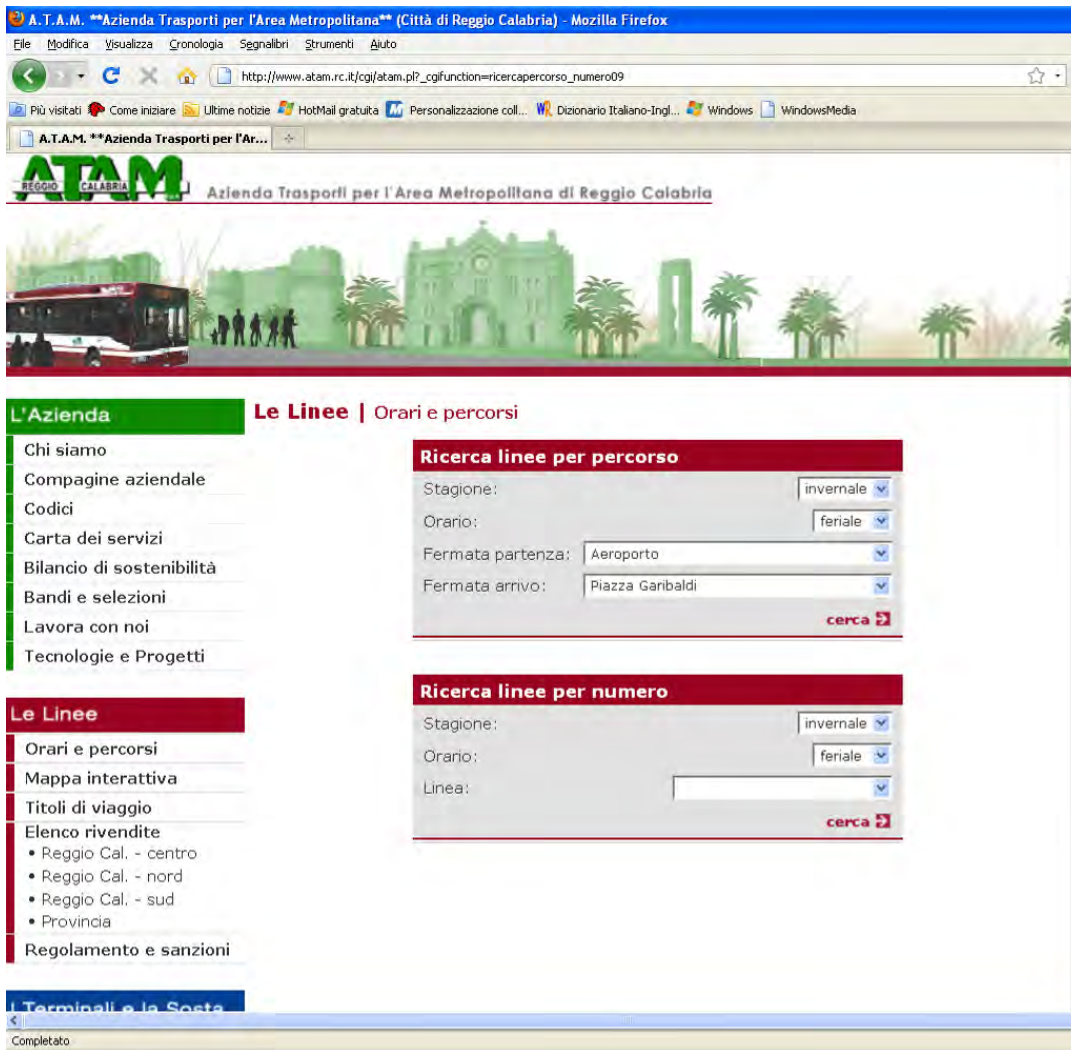 A.T.A.M. **Azienda Trasporti per l'Area Metropolitana** (Città di Reggio Calabria) - Mozilla Firefox
File Modifica Visualizza Cronologia Segnalibri Strumenti Aiuto
http://www.atam.rc.it/cgi/atam.pl?_cgifunction=ricercapercorso_numero09
Più visitati Come iniziare Ultime notizie HotMail gratuita Personalizzazione coll... Dizionario Italiano-Ingl... Windows WindowsMedia
A.T.A.M. **Azienda Trasporti per l'Ar...
ATAM
REGGIO CALABRIA
Azienda Trasporti per l'Area Metropolitana di Reggio Calabria
L'Azienda
Chi siamo
Compagine aziendale
Codici
Carta dei servizi
Bilancio di sostenibilità
Bandi e selezioni
Lavora con noi
Tecnologie e Progetti
Le Linee
Orari e percorsi
Mappa interattiva
Titoli di viaggio
Elenco rivendite
• Reggio Cal. - centro
• Reggio Cal. - nord
• Reggio Cal. - sud
• Provincia
Regolamento e sanzioni
I Terminali e la Sosta
Le Linee | Orari e percorsi
Ricerca linee per percorso
Stagione: invernale
Orario: feriale
Fermata partenza: Aeroporto
Fermata arrivo: Piazza Garibaldi
cerca
Ricerca linee per numero
Stagione: invernale
Orario: feriale
Linea:
cerca
Completato